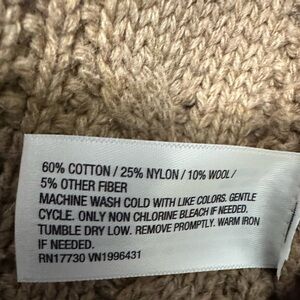 60% COTTON / 25% NYLON / 10% WOOL /
5% OTHER FIBER
MACHINE WASH COLD WITH LIKE COLORS. GENTLE
CYCLE. ONLY NON CHLORINE BLEACH IF NEEDED.
TUMBLE DRY LOW. REMOVE PROMPTLY. WARM IRON
IF NEEDED.
RN17730 VN1996431